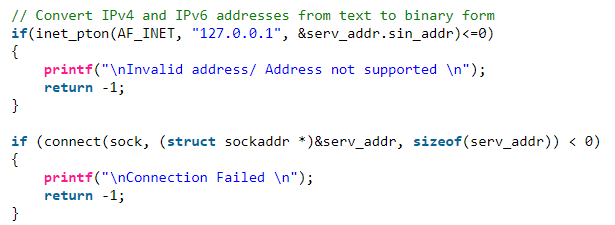 // Convert IPv4 and IPv6 addresses from text to binary form
if(inet_pton(AF_INET, "127.0.0.1", &serv_addr.sin_addr)<=0)
{
    printf("\nInvalid address/ Address not supported \n");
    return -1;
}

if (connect(sock, (struct sockaddr *)&serv_addr, sizeof(serv_addr)) < 0)
{
    printf("\nConnection Failed \n");
    return -1;
}